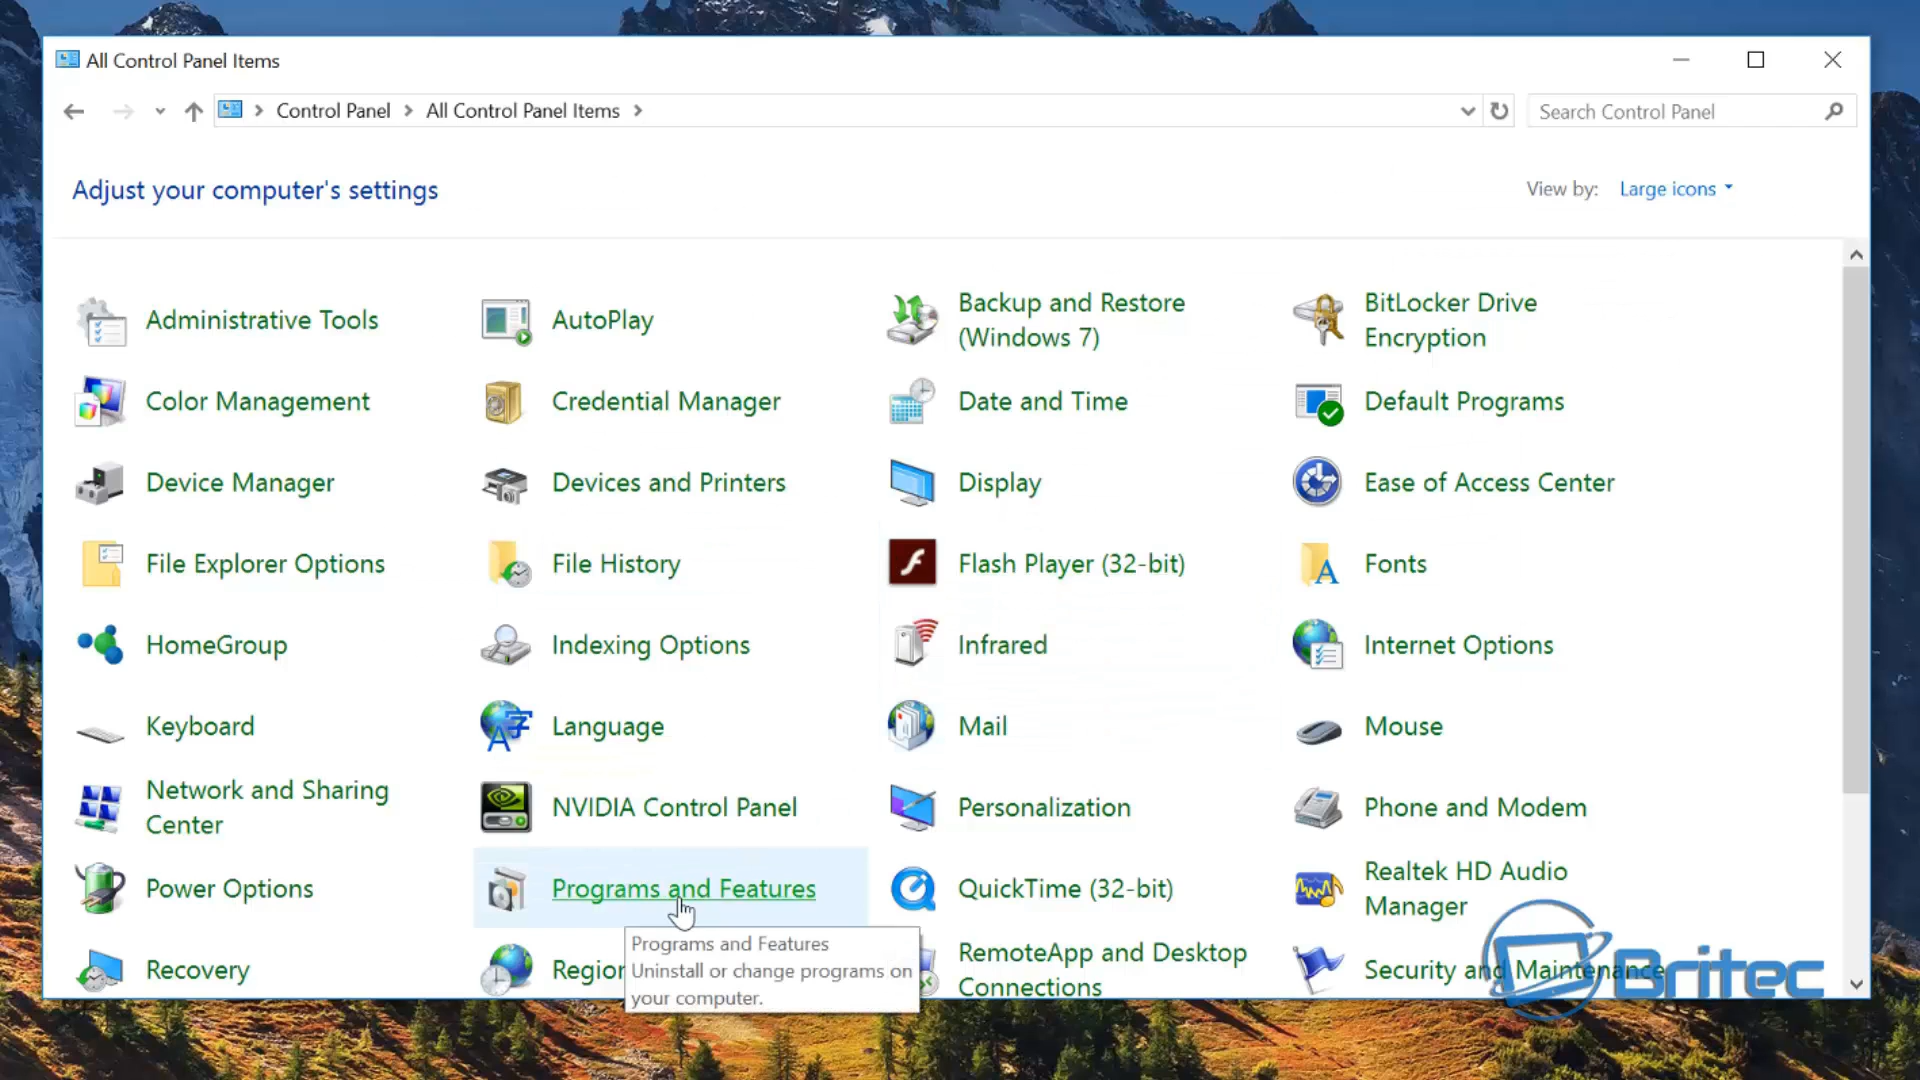 All Control Panel Items
Control Panel
All Control Panel Items
Search Control Panel
Adjust your computer's settings
View by:
Large icons
Administrative Tools
AutoPlay
Backup and Restore
(Windows 7)
BitLocker Drive
Encryption
Color Management
Credential Manager
Date and Time
Default Programs
Device Manager
Devices and Printers
Display
Ease of Access Center
File Explorer Options
File History
Flash Player (32-bit)
Fonts
HomeGroup
Indexing Options
Infrared
Internet Options
Keyboard
Language
Mail
Mouse
Network and Sharing
Center
NVIDIA Control Panel
Personalization
Phone and Modem
Power Options
Programs and Features
QuickTime (32-bit)
Realtek HD Audio
Manager
Recovery
Region
RemoteApp and Desktop
Connections
Security and Maintenance
Programs and Features
Uninstall or change programs on
your computer.
Britec